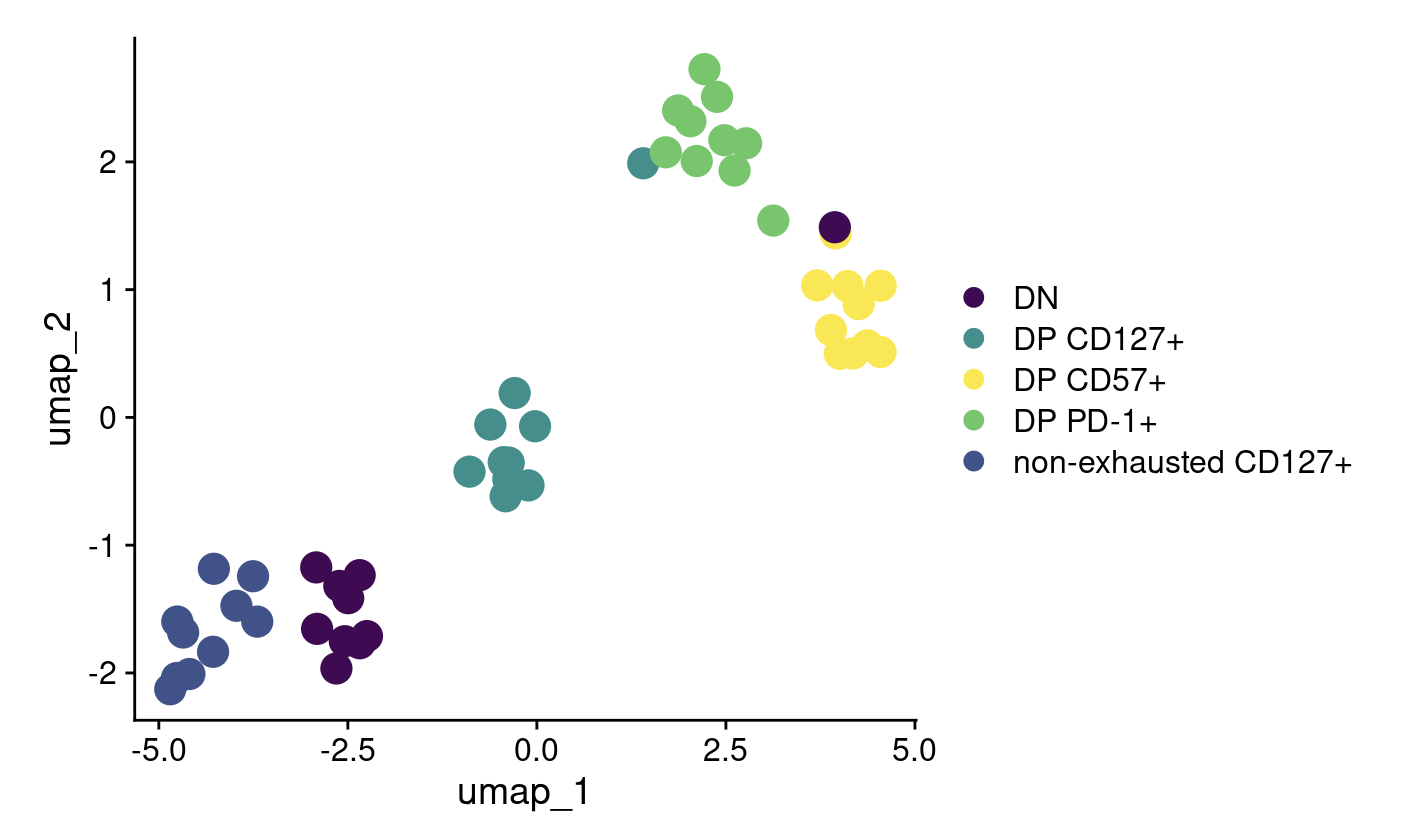 2
1
0
-1
-2
umap_2
-5.0
-2.5
0.0
2.5
5.0
umap_1
DN
DP CD127+
DP CD57+
DP PD-1+
non-exhausted CD127+